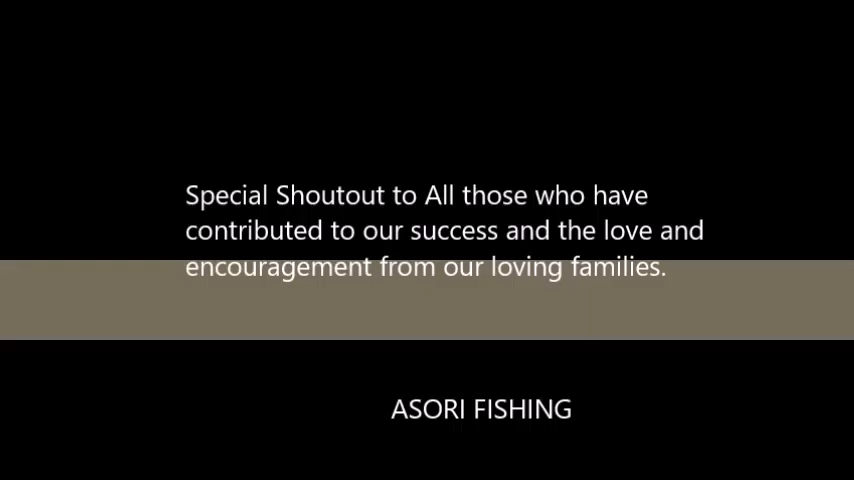 Special Shoutout to All those who have
contributed to our success and the love and
encouragement from our loving families.
ASORI FISHING